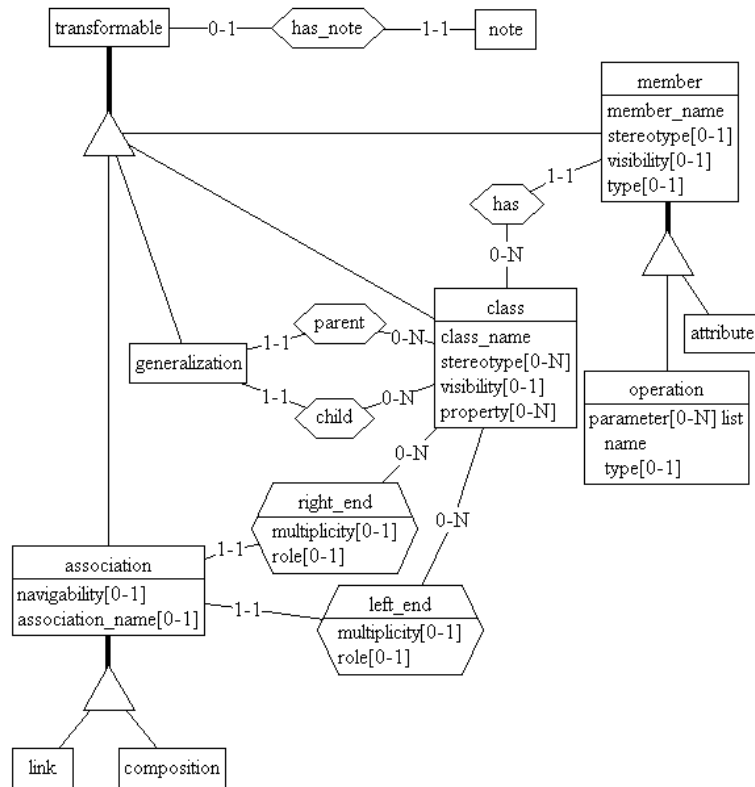 transformable
0-1
has_note
1-1
note
member
member_name
stereotype[0-1]
visibility[0-1]
type[0-1]
1-1
has
0-N
class
class_name
stereotype[0-N]
visibility[0-1]
property[0-N]
parent
1-1
0-N
generalization
1-1
0-N
child
attribute
operation
parameter[0-N] list
name
type[0-1]
0-N
right_end
multiplicity[0-1]
role[0-1]
0-N
1-1
association
navigability[0-1]
association_name[0-1]
1-1
left_end
multiplicity[0-1]
role[0-1]
link
composition